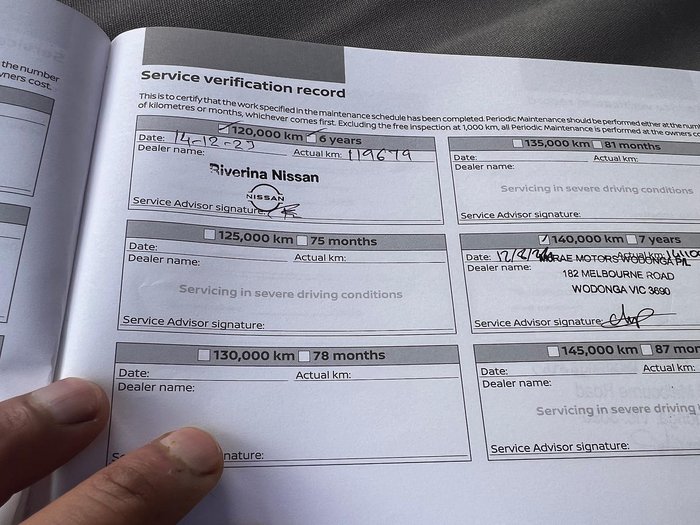 the number
wners cost.
Service verification record
This is to certify that the work specified in the maintenance schedule has been completed. Periodic Maintenance should be performed either at the num
of kilometres or months, whichever comes first. Excluding the free inspection at 1,000 km, all Periodic Maintenance is performed at the owners co
120,000 km 6 years
Date: 14-12-23 Actual km: 119679
Dealer name:
Riverina Nissan
NISSAN
Service Advisor signature:
135,000 km 81 months
Date: Actual km:
Dealer name:
Servicing in severe driving conditions
Service Advisor signature:
125,000 km 75 months
Date: Actual km:
Dealer name:
Servicing in severe driving conditions
Service Advisor signature:
140,000 km 7 years
Date: Actual km:
Dealer name: MCRAE MOTORS WODONGA P/L
182 MELBOURNE ROAD
WODONGA VIC 3690
Service Advisor signature:
130,000 km 78 months
Date: Actual km:
Dealer name:
gnature:
145,000 km 87 mor
Date: Actual km:
Dealer name:
Servicing in severe driving
Service Advisor signature: